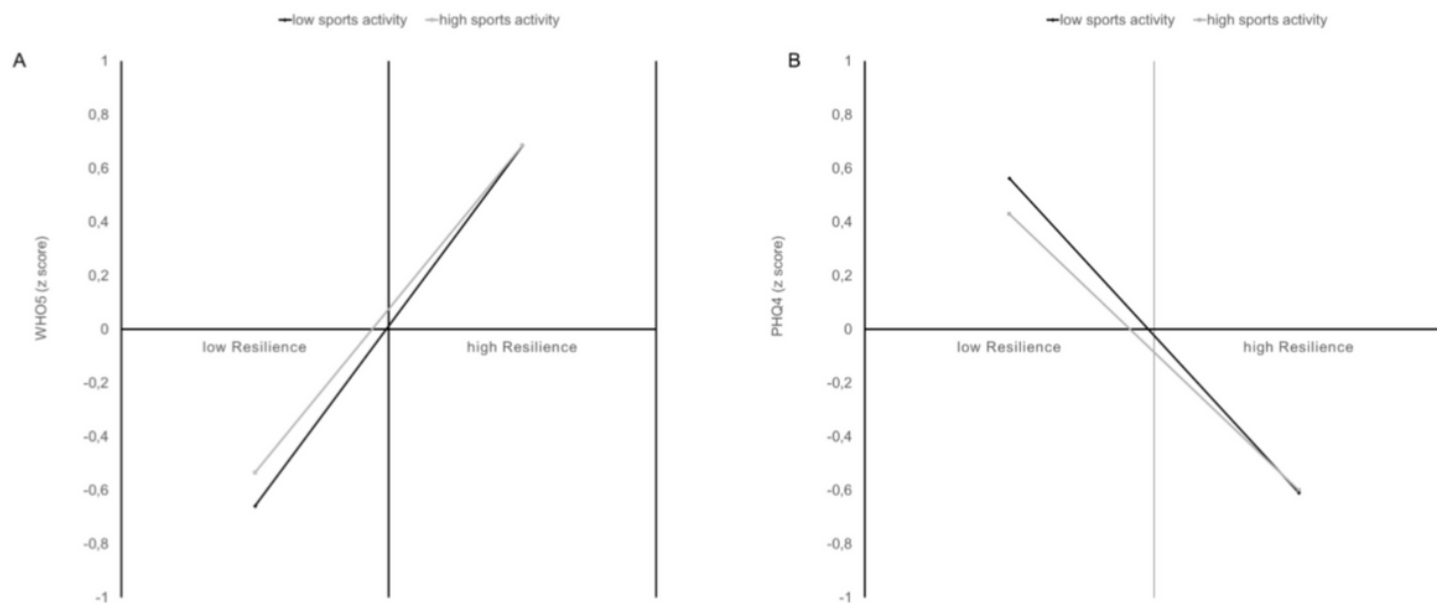 low sports activity high sports activity
A
1
0,8
0,6
0,4
0,2
0
-0,2
-0,4
-0,6
-0,8
-1
WHO5 (z score)
low Resilience high Resilience
low sports activity high sports activity
B
1
0,8
0,6
0,4
0,2
0
-0,2
-0,4
-0,6
-0,8
-1
PHQ4 (z score)
low Resilience high Resilience